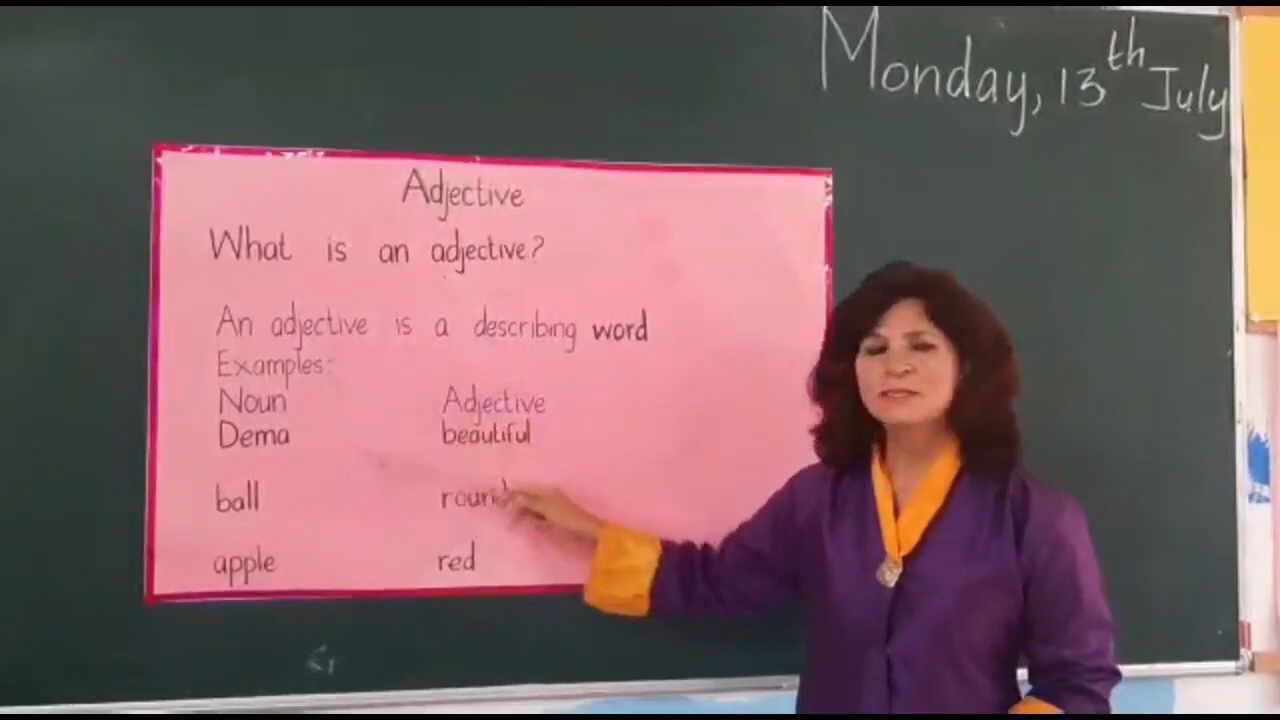 Monday, 13th July
Adjective
What is an adjective?
An adjective is a describing word
Examples:
Noun Adjective
Dema beautiful
ball round
apple red